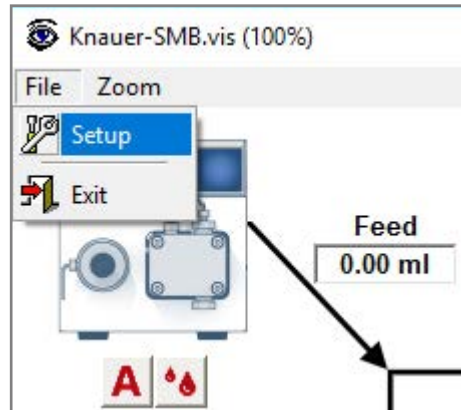 Knauer-SMB.vis (100%)
File Zoom
Setup
Exit
Feed
0.00 ml
A